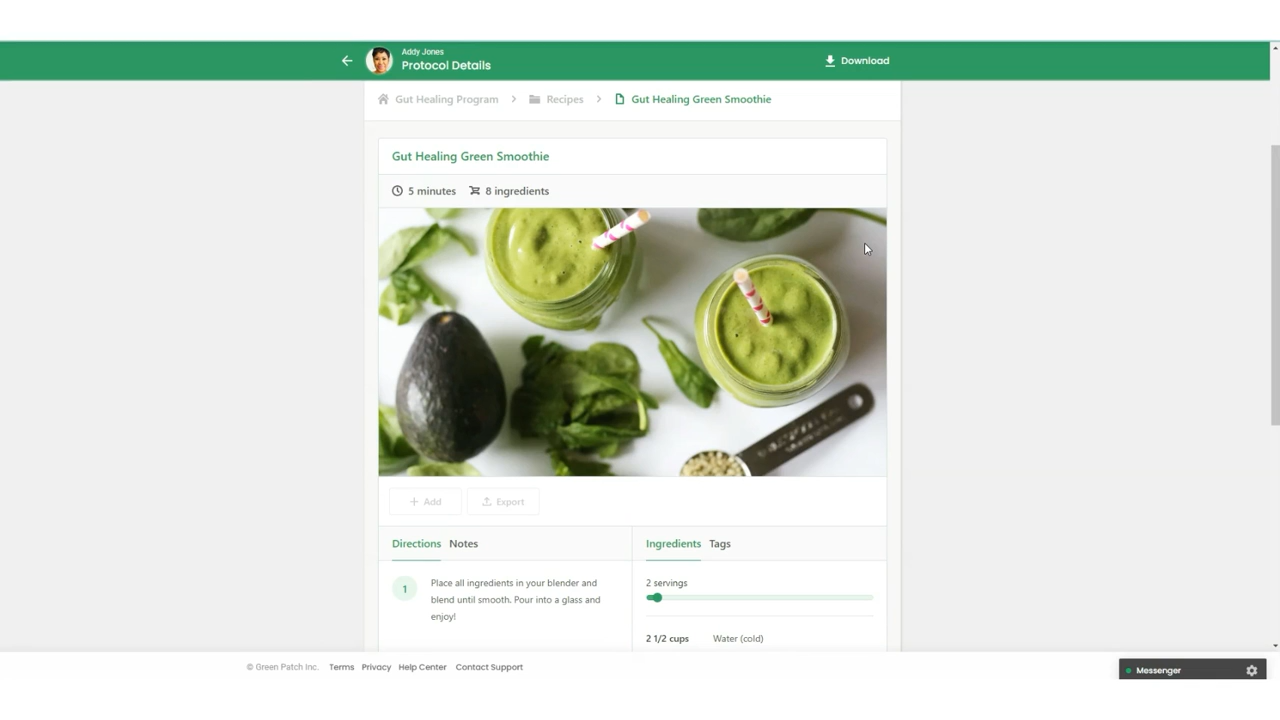 Addy Jones
Protocol Details
Download
Gut Healing Program > Recipes > Gut Healing Green Smoothie
Gut Healing Green Smoothie
5 minutes 8 ingredients
+ Add Export
Directions Notes
Ingredients Tags
1
Place all ingredients in your blender and
blend until smooth. Pour into a glass and
enjoy!
2 servings
2 1/2 cups Water (cold)
© Green Patch Inc. Terms Privacy Help Center Contact Support
Messenger